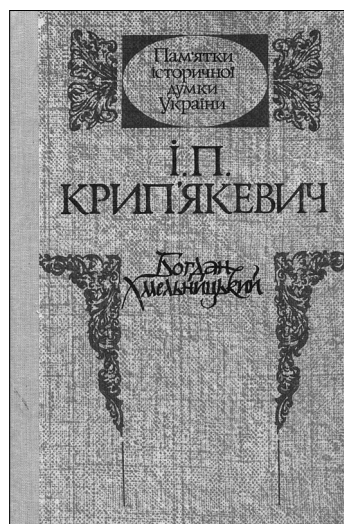 Пам'ятки
історичної
думки
України
І.П.
КРИП'ЯКЕВИЧ
Богдан
Хмельницький